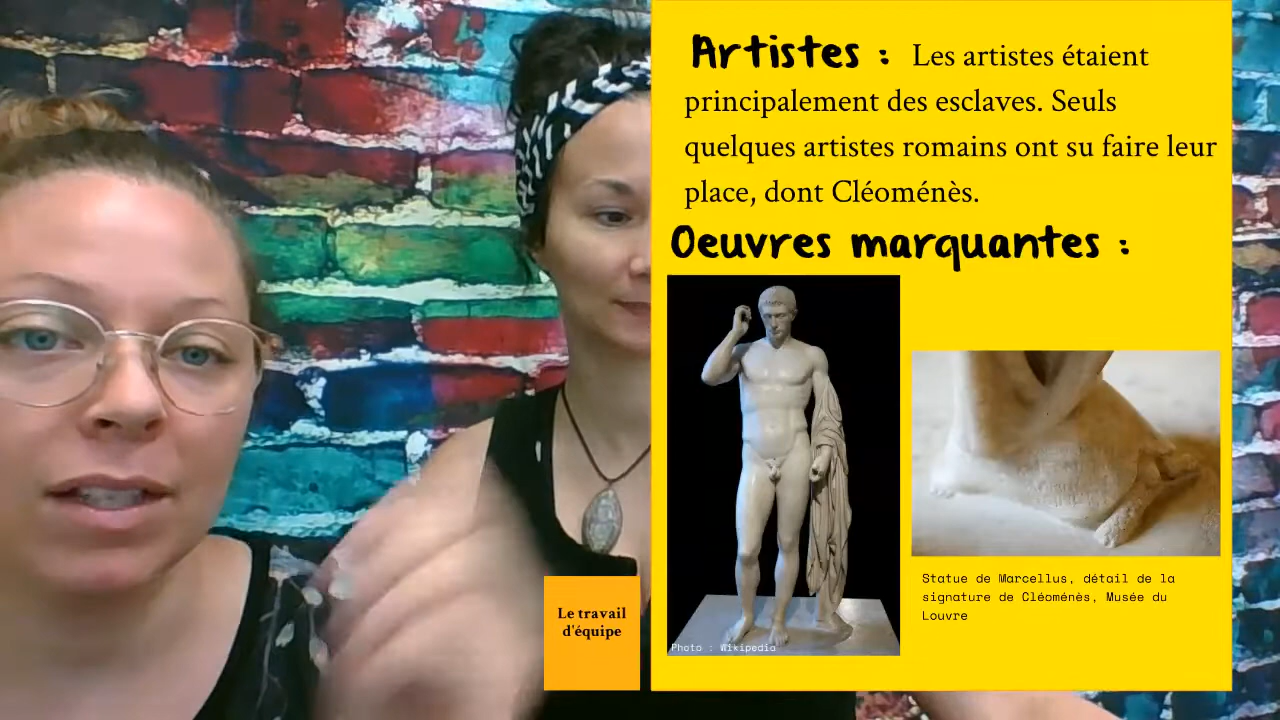 Artistes : Les artistes étaient
principalement des esclaves. Seuls
quelques artistes romains ont su faire leur
place, dont Cléoménès.
Oeuvres marquantes :
Photo : Wikipedia
Statue de Marcellus, détail de la
signature de Cléoménès, Musée du
Louvre
Le travail
d'équipe